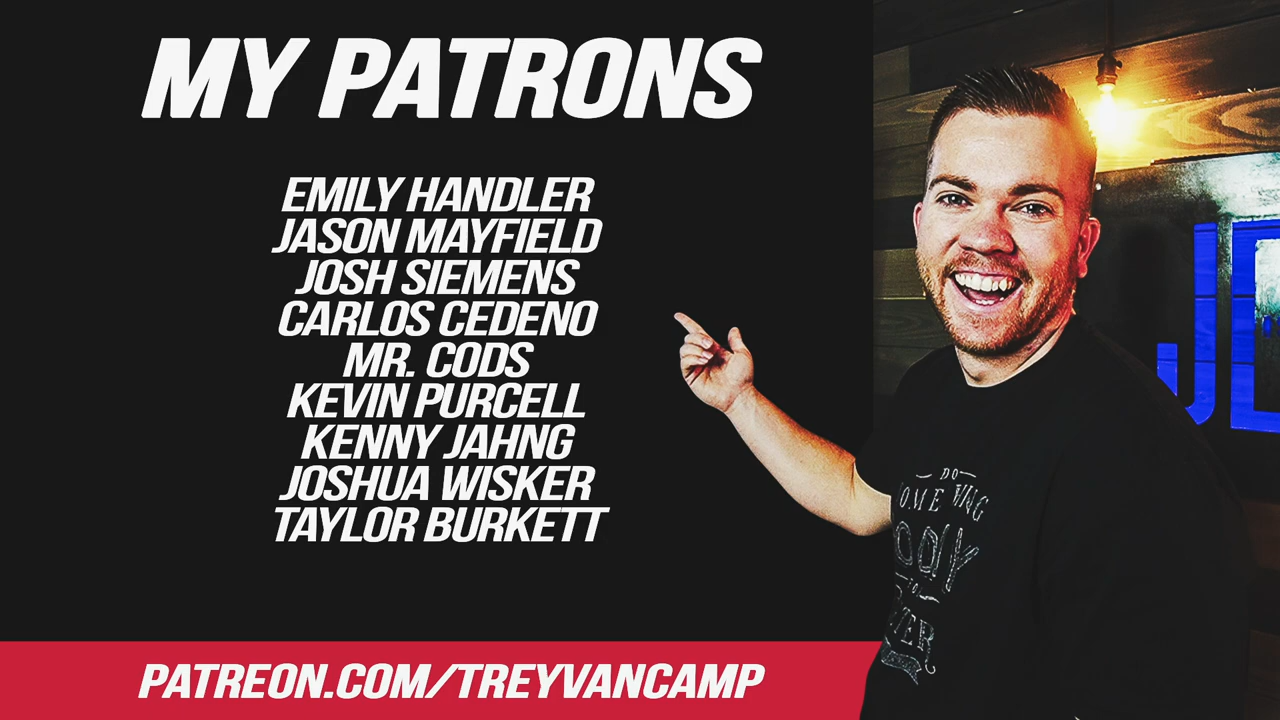 MY PATRONS
EMILY HANDLER
JASON MAYFIELD
JOSH SIEMENS
CARLOS CEDENO
MR. CODS
KEVIN PURCELL
KENNY JAHNG
JOSHUA WISKER
TAYLOR BURKETT
PATREON.COM/TREYVANCAMP
DO